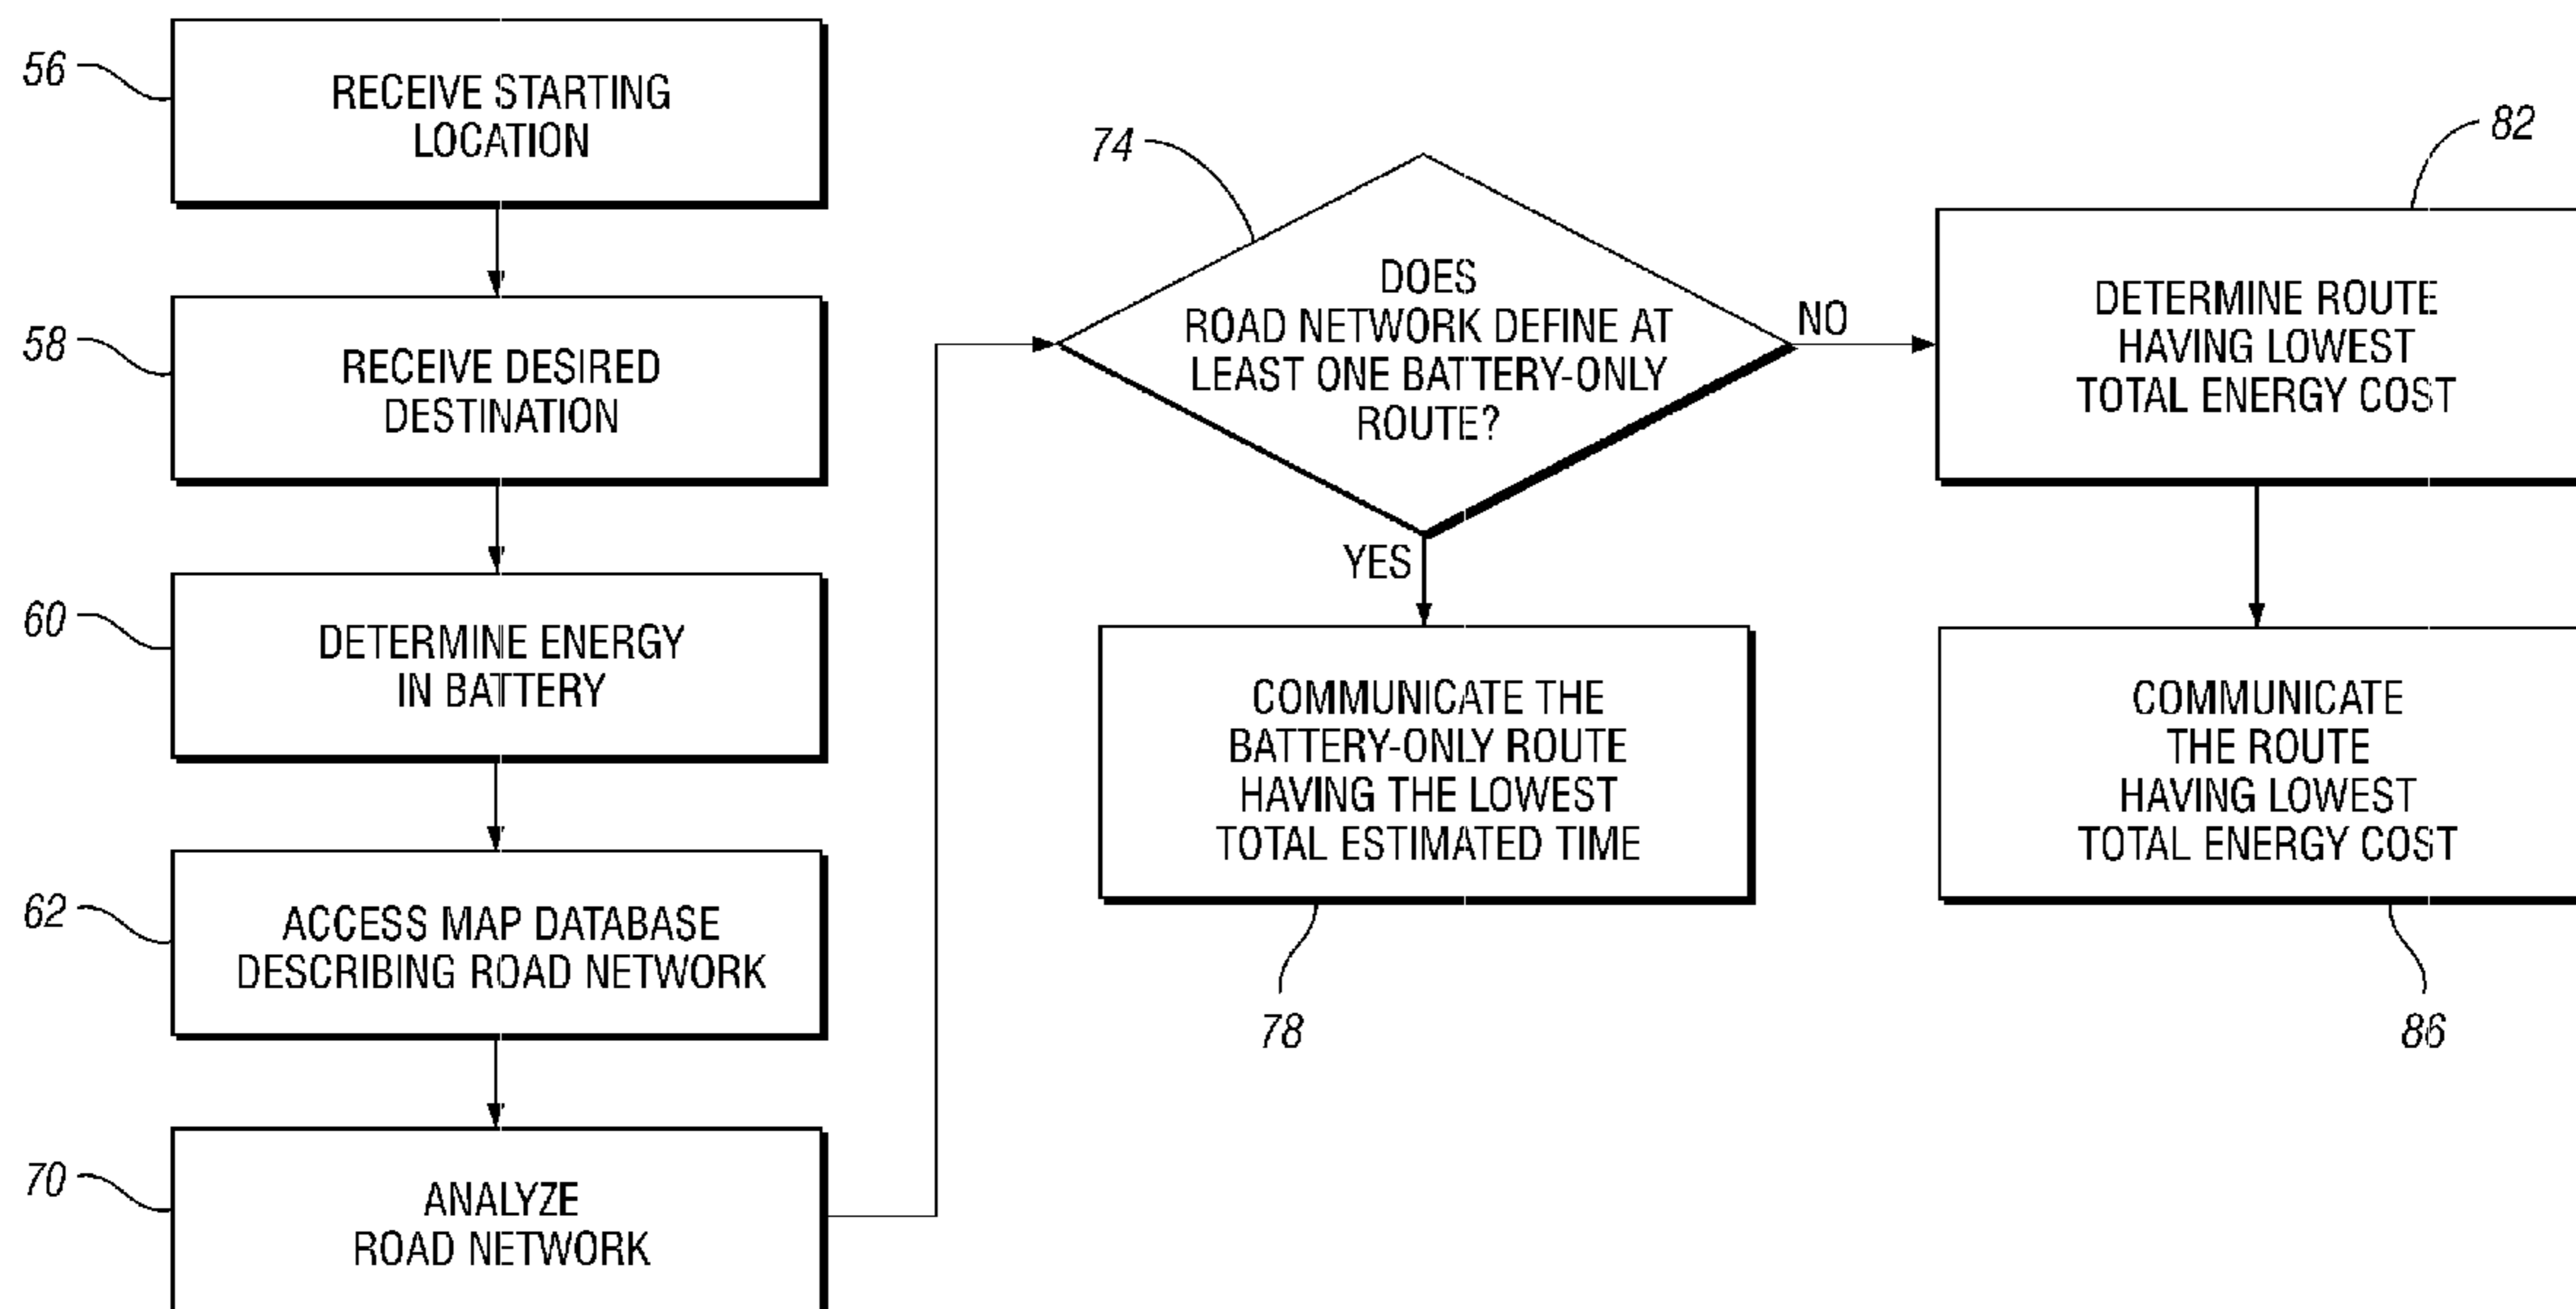 56
RECEIVE STARTING
LOCATION
58
RECEIVE DESIRED
DESTINATION
60
DETERMINE ENERGY
IN BATTERY
62
ACCESS MAP DATABASE
DESCRIBING ROAD NETWORK
70
ANALYZE
ROAD NETWORK
74
DOES
ROAD NETWORK DEFINE AT
LEAST ONE BATTERY-ONLY
ROUTE?
NO
YES
COMMUNICATE THE
BATTERY-ONLY ROUTE
HAVING THE LOWEST
TOTAL ESTIMATED TIME
78
82
DETERMINE ROUTE
HAVING LOWEST
TOTAL ENERGY COST
COMMUNICATE
THE ROUTE
HAVING LOWEST
TOTAL ENERGY COST
86